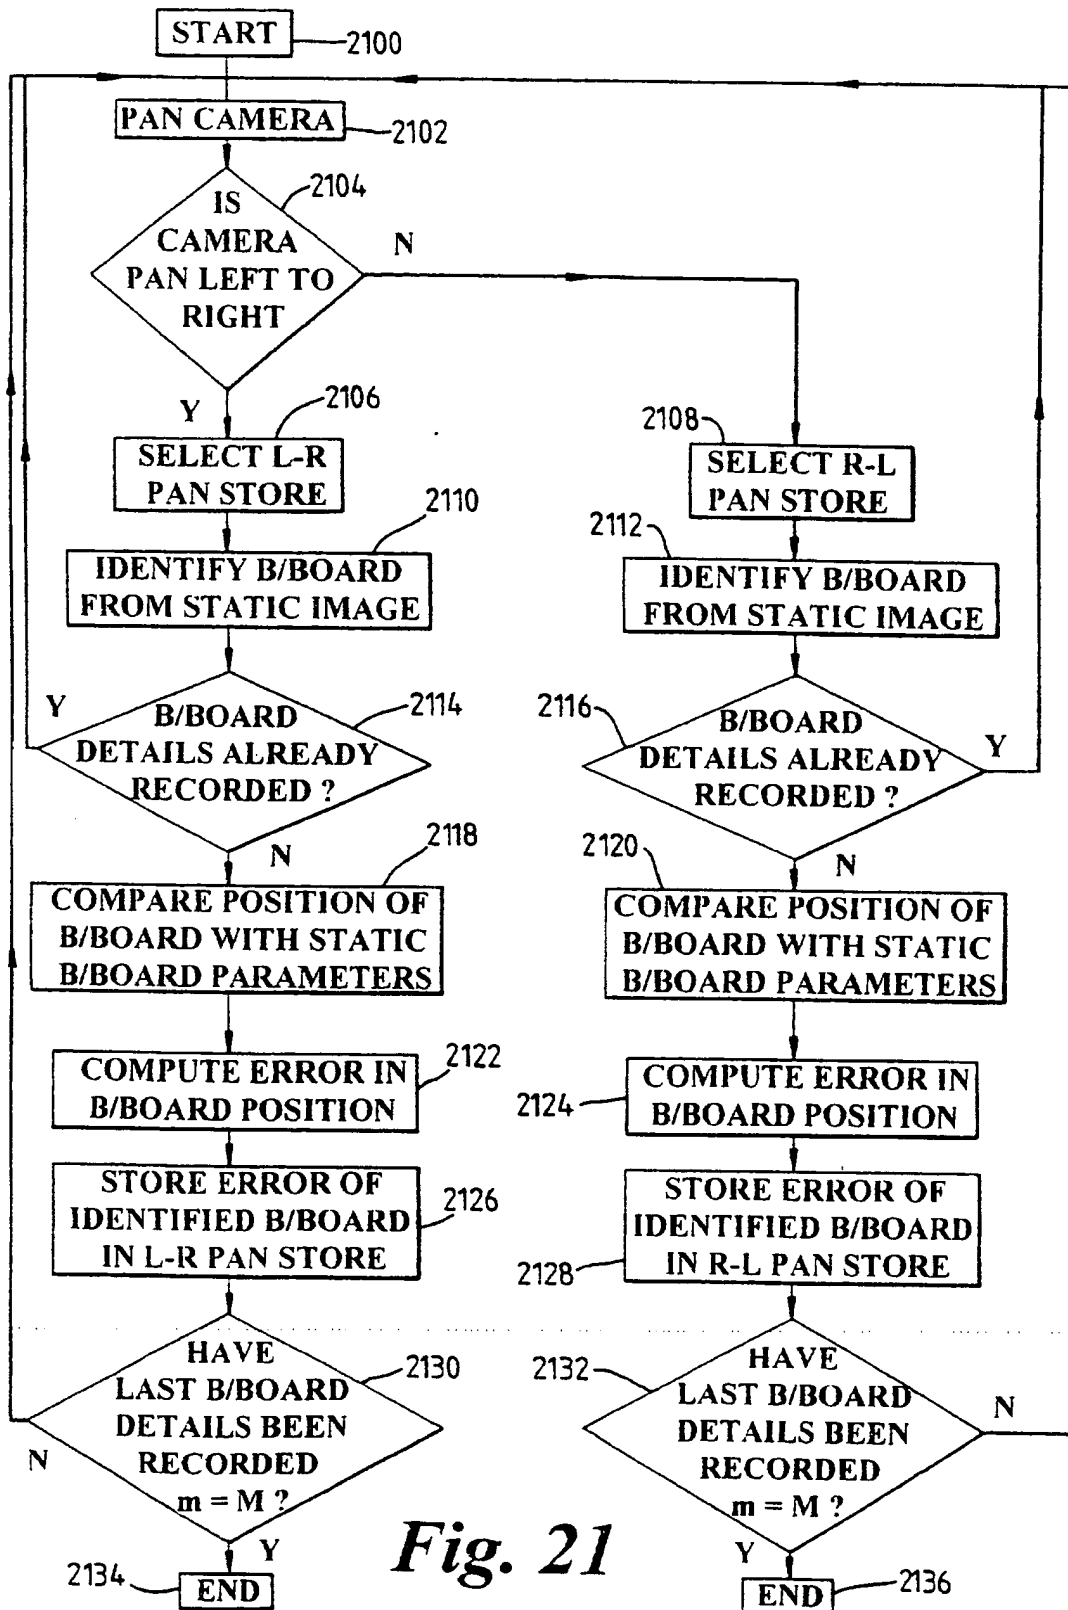 START
2100
PAN CAMERA
2102
IS
CAMERA
PAN LEFT TO
RIGHT
2104
N
Y
2106
SELECT L-R
PAN STORE
2108
SELECT R-L
PAN STORE
2110
IDENTIFY B/BOARD
FROM STATIC IMAGE
2112
IDENTIFY B/BOARD
FROM STATIC IMAGE
Y
B/BOARD
DETAILS ALREADY
RECORDED ?
2114
N
2116
B/BOARD
DETAILS ALREADY
RECORDED ?
Y
N
2118
COMPARE POSITION OF
B/BOARD WITH STATIC
B/BOARD PARAMETERS
2120
COMPARE POSITION OF
B/BOARD WITH STATIC
B/BOARD PARAMETERS
COMPUTE ERROR IN
B/BOARD POSITION
2122
2124
COMPUTE ERROR IN
B/BOARD POSITION
STORE ERROR OF
IDENTIFIED B/BOARD
IN L-R PAN STORE
2126
STORE ERROR OF
IDENTIFIED B/BOARD
IN R-L PAN STORE
2128
HAVE
LAST B/BOARD
DETAILS BEEN
RECORDED
m = M ?
2130
N
Y
2132
HAVE
LAST B/BOARD
DETAILS BEEN
RECORDED
m = M ?
N
Y
2134
END
Fig. 21
END
2136